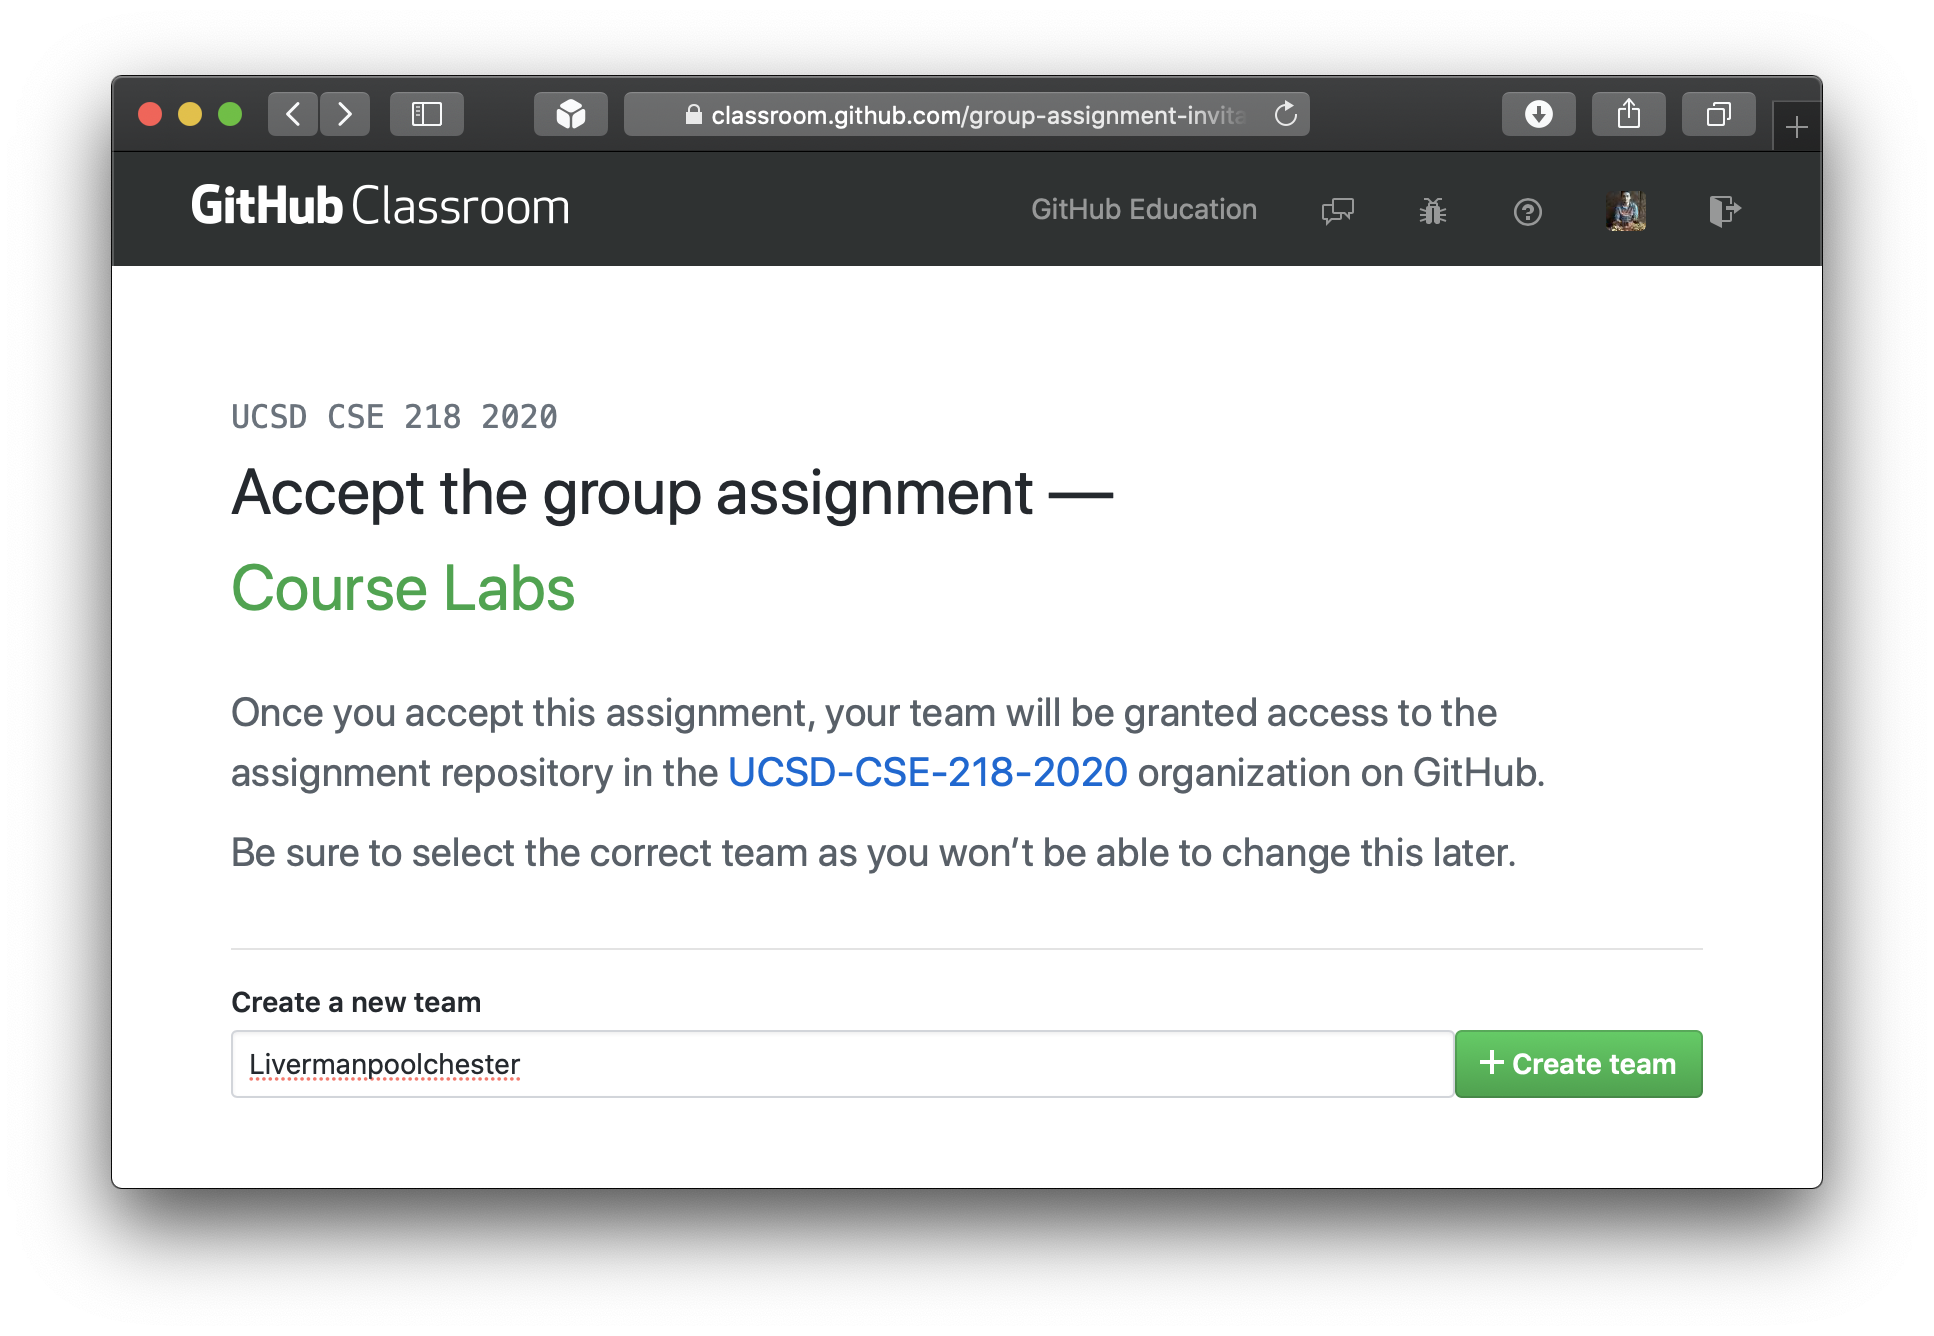 classroom.github.com/group-assignment-invita
GitHub Classroom
GitHub Education
UCSD CSE 218 2020
Accept the group assignment —
Course Labs
Once you accept this assignment, your team will be granted access to the
assignment repository in the UCSD-CSE-218-2020 organization on GitHub.
Be sure to select the correct team as you won’t be able to change this later.
Create a new team
Livermanpoolchester
+ Create team